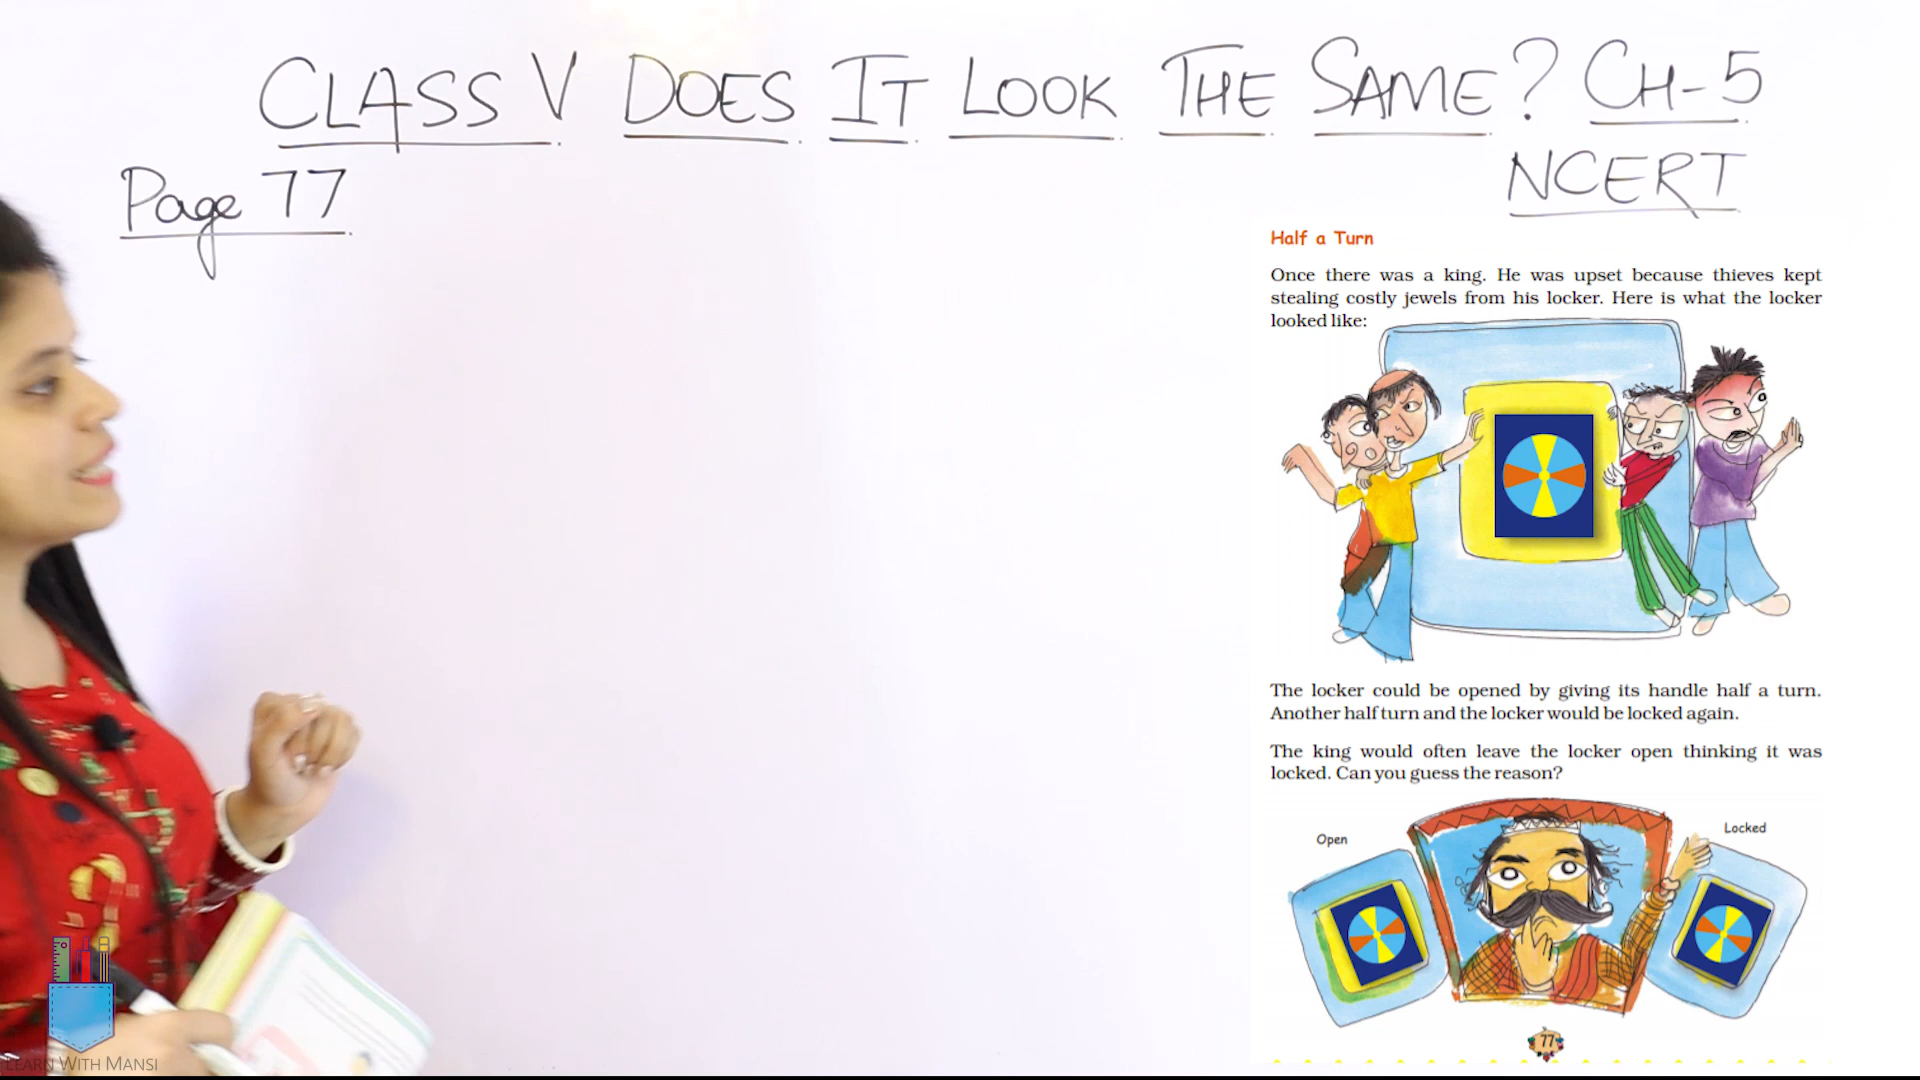 CLASS V DOES IT LOOK THE SAME? CH-5
NCERT
Page 77
Half a Turn
Once there was a king. He was upset because thieves kept
stealing costly jewels from his locker. Here is what the locker
looked like:
The locker could be opened by giving its handle half a turn.
Another half turn and the locker would be locked again.
The king would often leave the locker open thinking it was
locked. Can you guess the reason?
Open
Locked
77
LEARN WITH MANSI